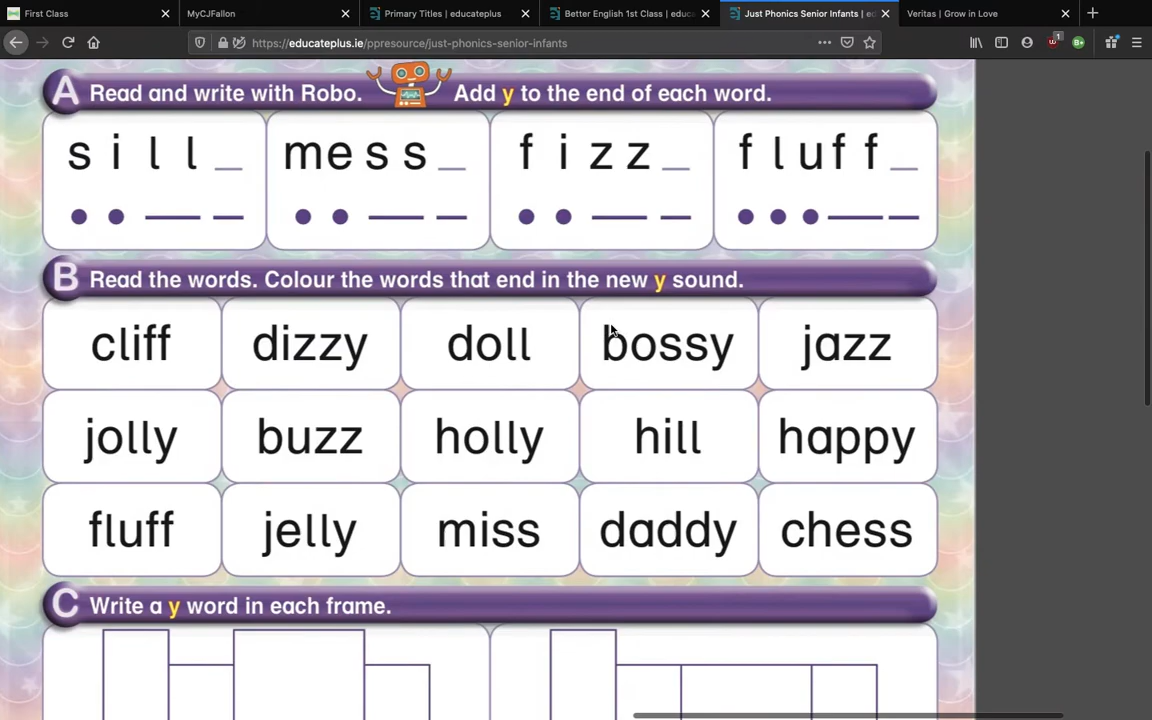 First Class
MyCJFallon
Primary Titles | educateplus
Better English 1st Class | educ
Just Phonics Senior Infants | ed
Veritas | Grow in Love
https://educateplus.ie/ppresource/just-phonics-senior-infants
A Read and write with Robo. Add y to the end of each word.
s i l l _ m e s s _ f i z z _ f l u f f _
B Read the words. Colour the words that end in the new y sound.
cliff dizzy doll bossy jazz
jolly buzz holly hill happy
fluff jelly miss daddy chess
C Write a y word in each frame.